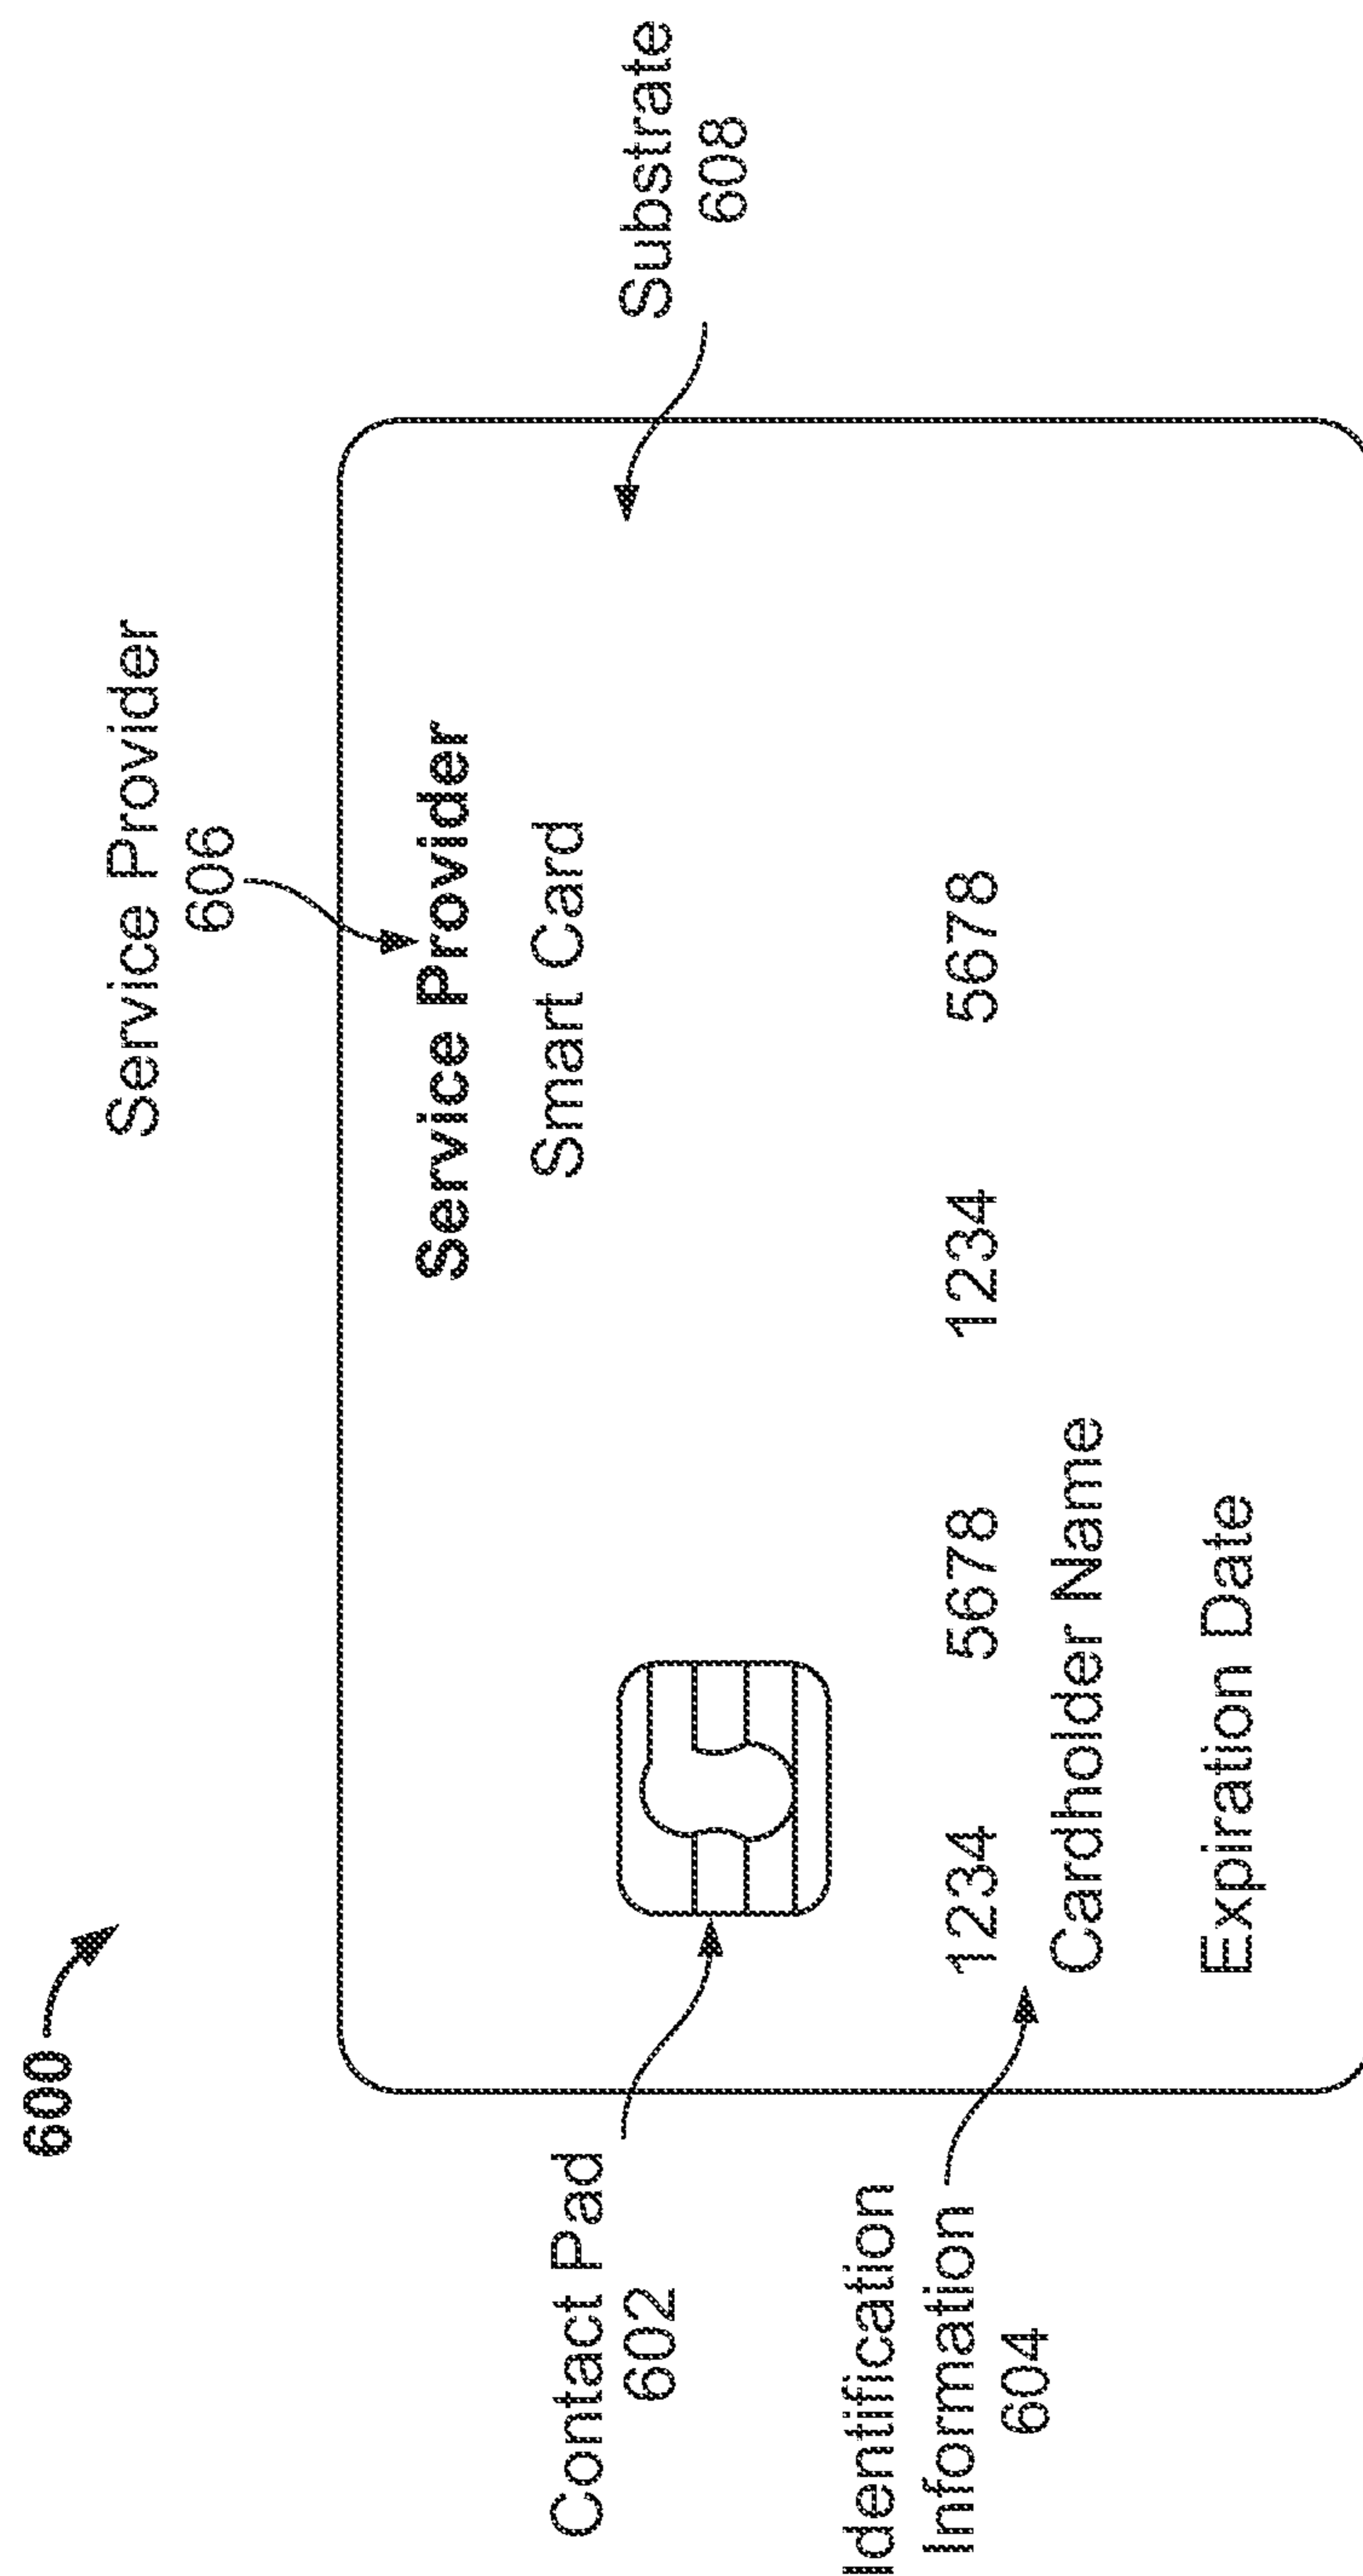 600
Service Provider
606
Service Provider
Smart Card
Substrate
608
Contact Pad
602
Identification
Information
604
1234 5678 1234 5678
Cardholder Name
Expiration Date